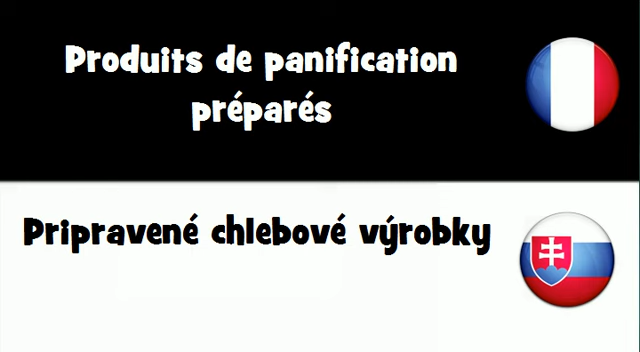 Produits de panification
préparés
Pripravené chlebové výrobky